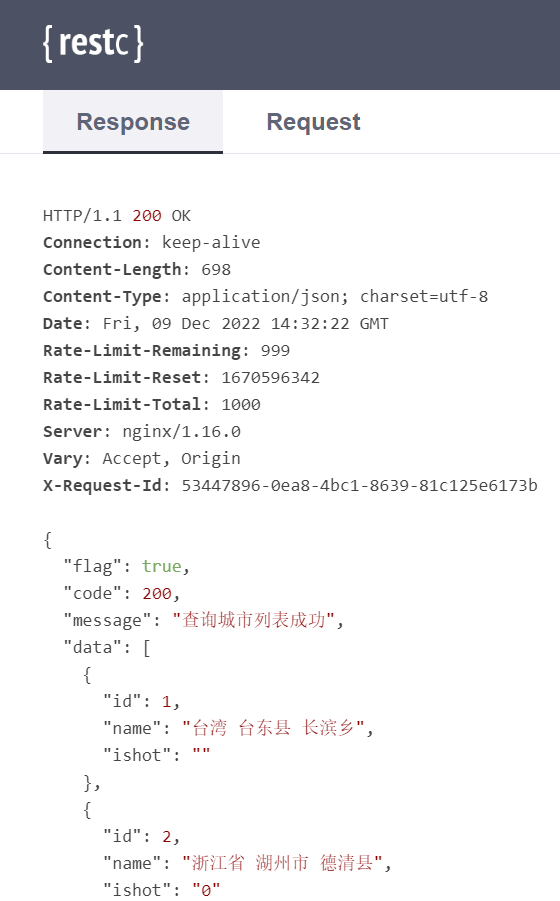 {restc}
Response Request
HTTP/1.1 200 OK
Connection: keep-alive
Content-Length: 698
Content-Type: application/json; charset=utf-8
Date: Fri, 09 Dec 2022 14:32:22 GMT
Rate-Limit-Remaining: 999
Rate-Limit-Reset: 1670596342
Rate-Limit-Total: 1000
Server: nginx/1.16.0
Vary: Accept, Origin
X-Request-Id: 53447896-0ea8-4bc1-8639-81c125e6173b
{
"flag": true,
"code": 200,
"message": "查询城市列表成功",
"data": [
{
"id": 1,
"name": "台湾 台东县 长滨乡",
"ishot": ""
},
{
"id": 2,
"name": "浙江省 湖州市 德清县",
"ishot": "0"